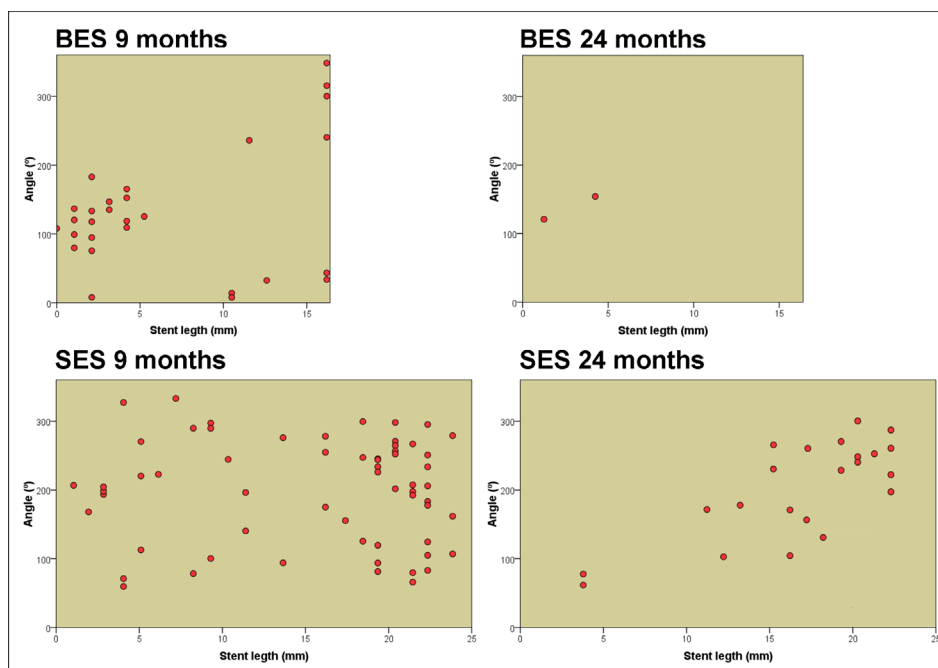 BES 9 months
Angle (º)
300
200
100
0
0 5 10 15
Stent legth (mm)
BES 24 months
Angle (º)
300
200
100
0
0 5 10 15
Stent legth (mm)
SES 9 months
Angle (º)
300
200
100
0
0 5 10 15 20 25
Stent legth (mm)
SES 24 months
Angle (º)
300
200
100
0
0 5 10 15 20 25
Stent legth (mm)